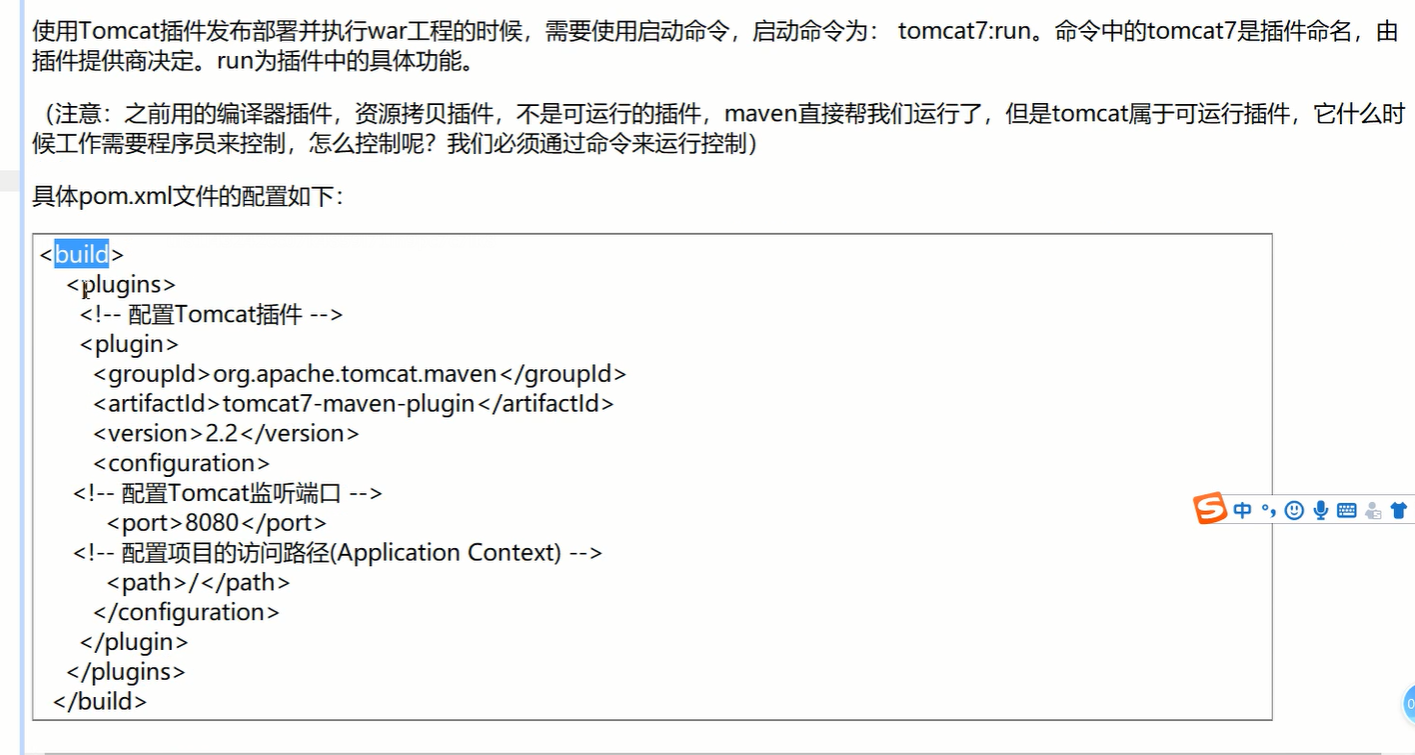 使用Tomcat插件发布部署并执行war工程的时候，需要使用启动命令，启动命令为： tomcat7:run。命令中的tomcat7是插件命名，由
插件提供商决定。run为插件中的具体功能。
（注意：之前用的编译器插件，资源拷贝插件，不是可运行的插件，maven直接帮我们运行了，但是tomcat属于可运行插件，它什么时
候工作需要程序员来控制，怎么控制呢？我们必须通过命令来运行控制）
具体pom.xml文件的配置如下：
<build>
<plugins>
<!-- 配置Tomcat插件 -->
<plugin>
<groupId>org.apache.tomcat.maven</groupId>
<artifactId>tomcat7-maven-plugin</artifactId>
<version>2.2</version>
<configuration>
<!-- 配置Tomcat监听端口 -->
<port>8080</port>
<!-- 配置项目的访问路径(Application Context) -->
<path>/</path>
</configuration>
</plugin>
</plugins>
</build>
中